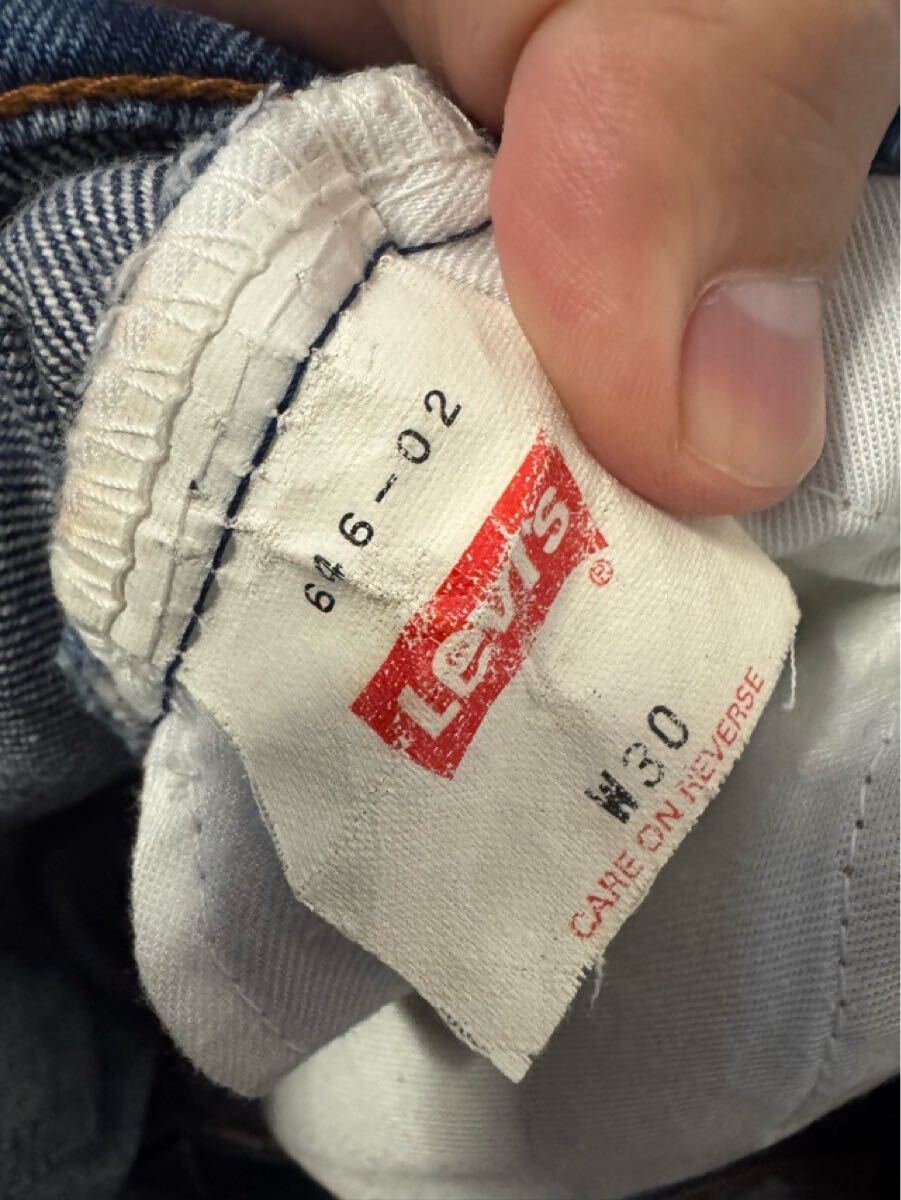 646-02
Levi's®
W30
CARE ON REVERSE